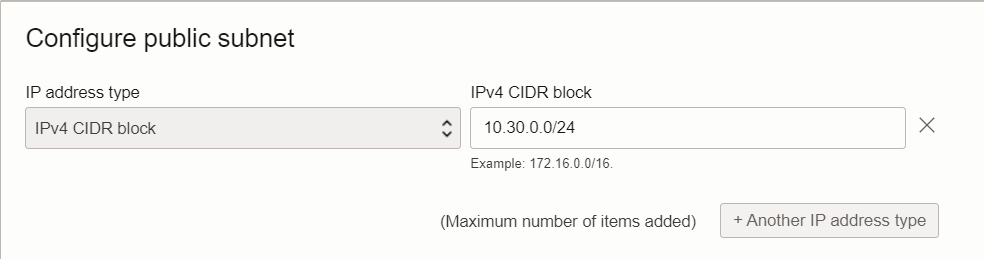 Configure public subnet
IP address type
IPv4 CIDR block
IPv4 CIDR block
10.30.0.0/24
Example: 172.16.0.0/16.
(Maximum number of items added)
+ Another IP address type